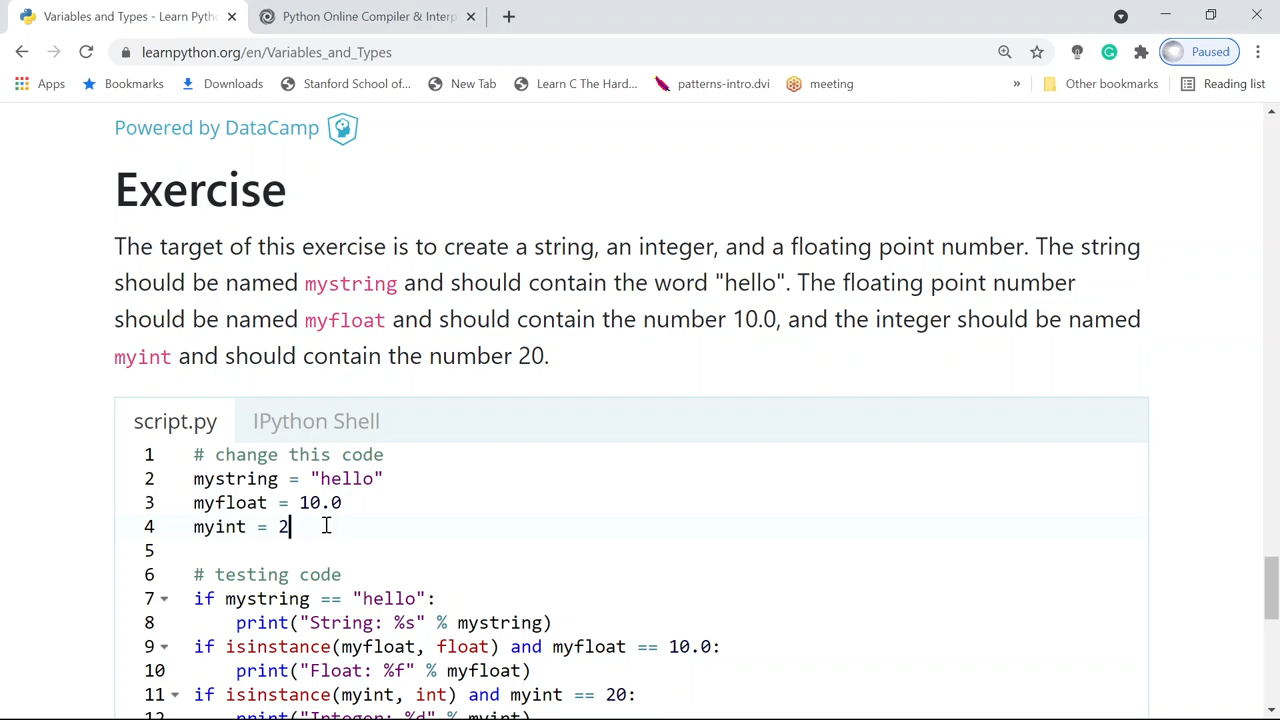 Variables and Types - Learn Pyth
Python Online Compiler & Interp
learnpython.org/en/Variables_and_Types
Paused
Apps
Bookmarks
Downloads
Stanford School of...
New Tab
Learn C The Hard...
patterns-intro.dvi
meeting
»
Other bookmarks
Reading list
Powered by DataCamp
Exercise
The target of this exercise is to create a string, an integer, and a floating point number. The string
should be named mystring and should contain the word "hello". The floating point number
should be named myfloat and should contain the number 10.0, and the integer should be named
myint and should contain the number 20.
script.py IPython Shell
1 # change this code
2 mystring = "hello"
3 myfloat = 10.0
4 myint = 2
5
6 # testing code
7 if mystring == "hello":
8 print("String: %s" % mystring)
9 if isinstance(myfloat, float) and myfloat == 10.0:
10 print("Float: %f" % myfloat)
11 if isinstance(myint, int) and myint == 20:
12 print("Integer: %d" % myint)